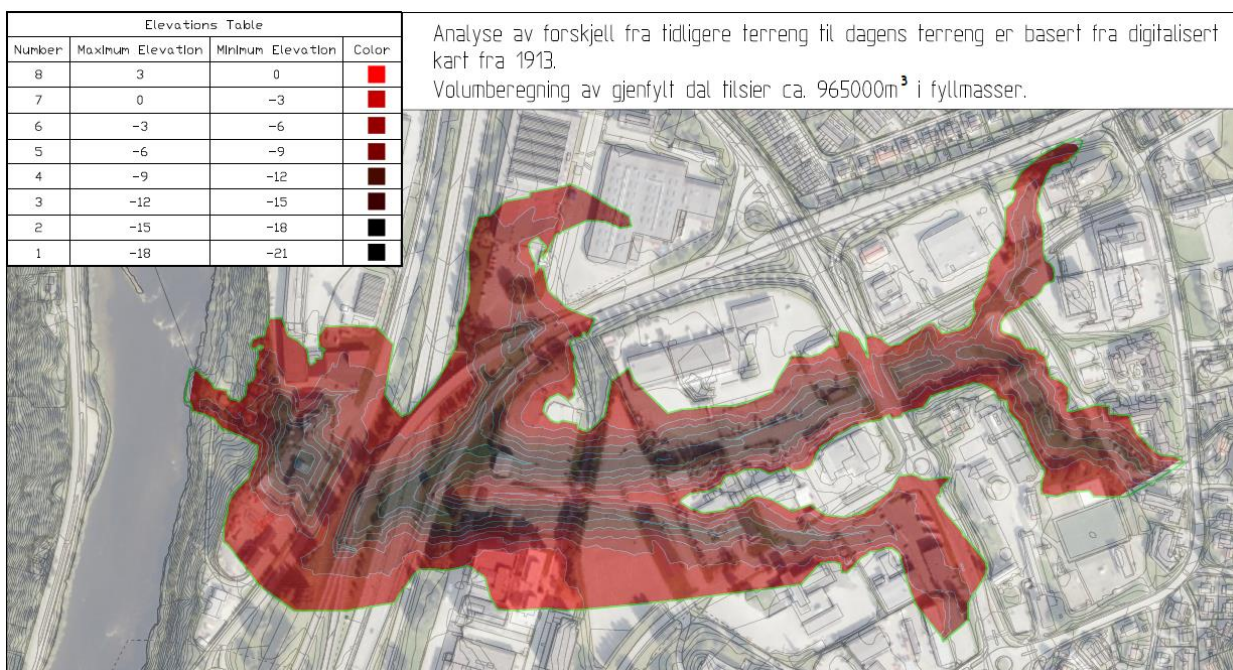 Elevations Table
Number Maximum Elevation Minimum Elevation Color
8 3 0
7 0 -3
6 -3 -6
5 -6 -9
4 -9 -12
3 -12 -15
2 -15 -18
1 -18 -21
Analyse av forskjell fra tidligere terreng til dagens terreng er basert fra digitalisert
kart fra 1913.
Volumberegning av gjenfylt dal tilsier ca. 965000m³ i fyllmasser.